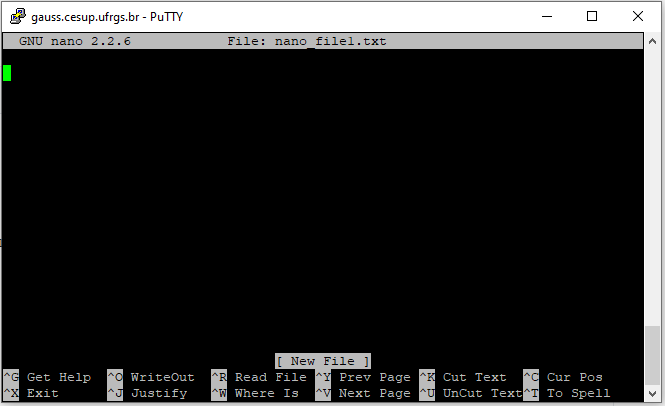 gauss.cesup.ufrgs.br - PuTTY
GNU nano 2.2.6 File: nano_file1.txt
[ New File ]
^G Get Help ^O WriteOut ^R Read File ^Y Prev Page ^K Cut Text ^C Cur Pos
^X Exit ^J Justify ^W Where Is ^V Next Page ^U UnCut Text ^T To Spell